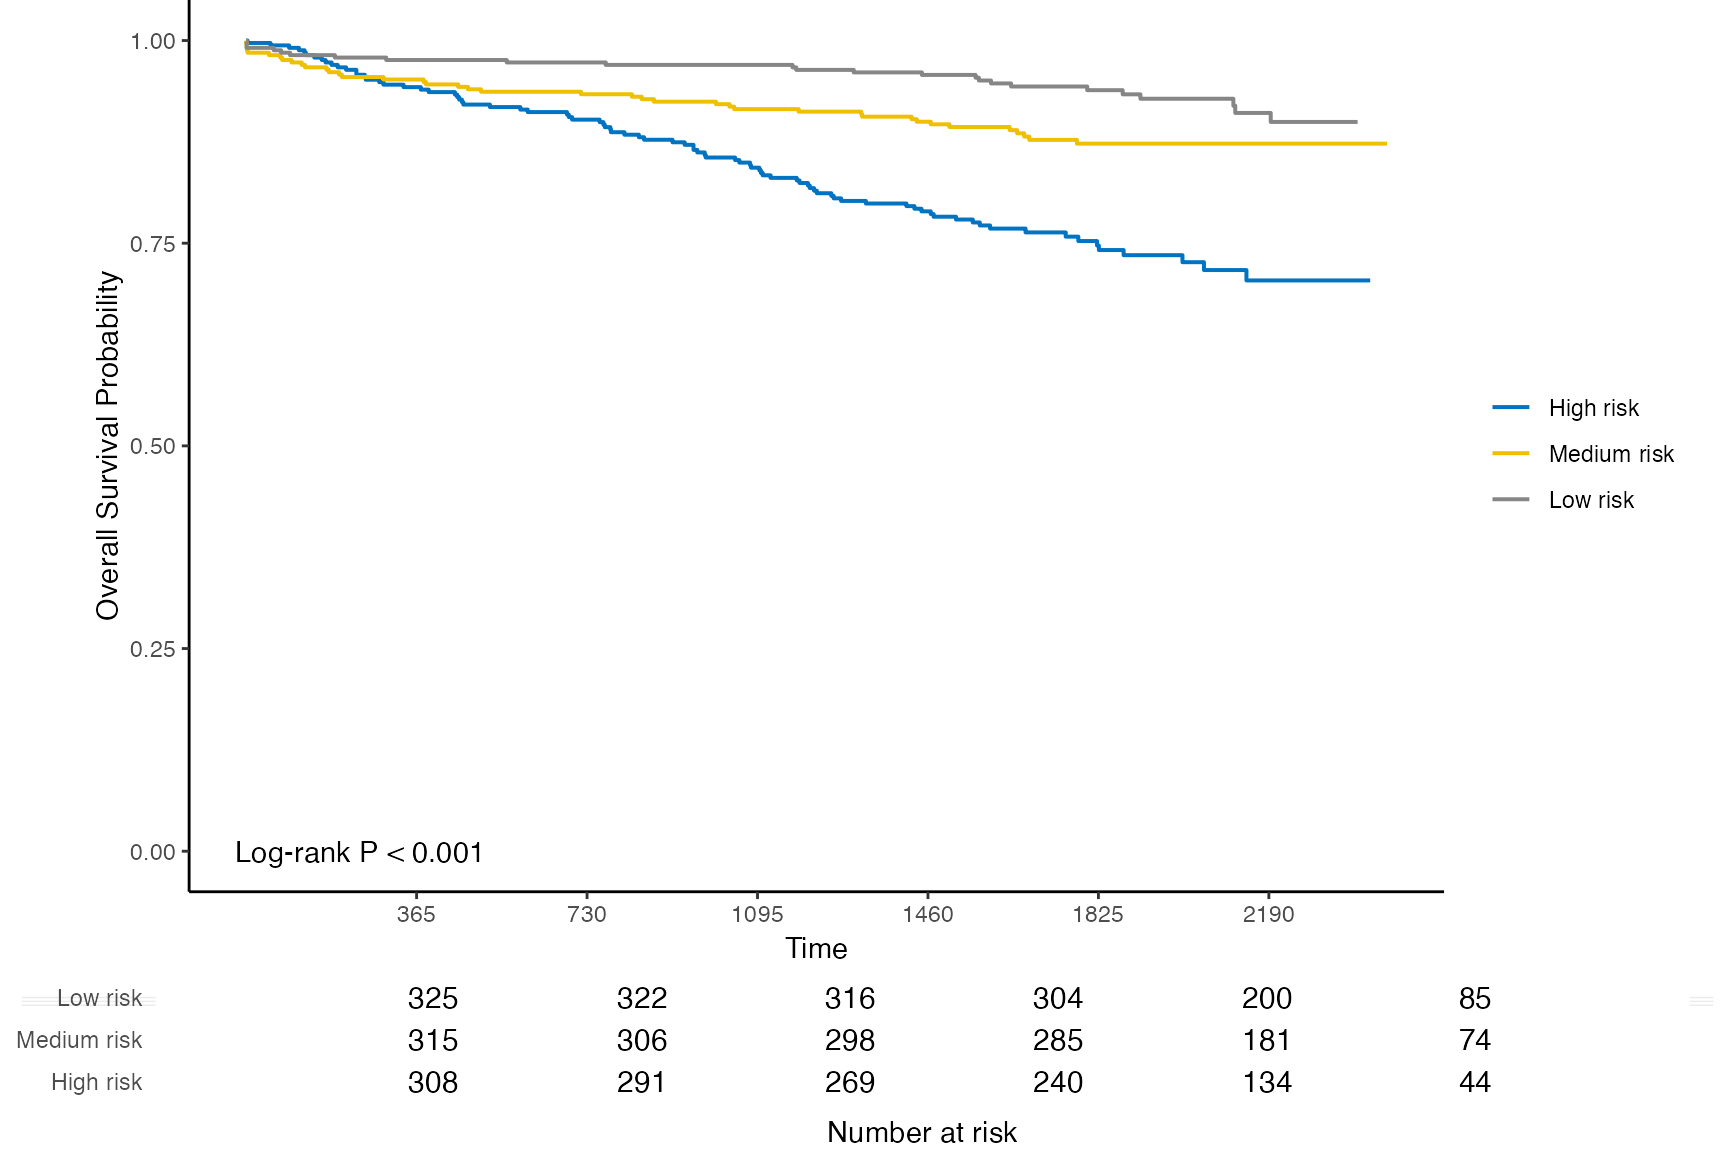 1.00
0.75
0.50
0.25
0.00
Overall Survival Probability
Log-rank P < 0.001
365 730 1095 1460 1825 2190
Time
High risk
Medium risk
Low risk
Low risk 325 322 316 304 200 85
Medium risk 315 306 298 285 181 74
High risk 308 291 269 240 134 44
Number at risk